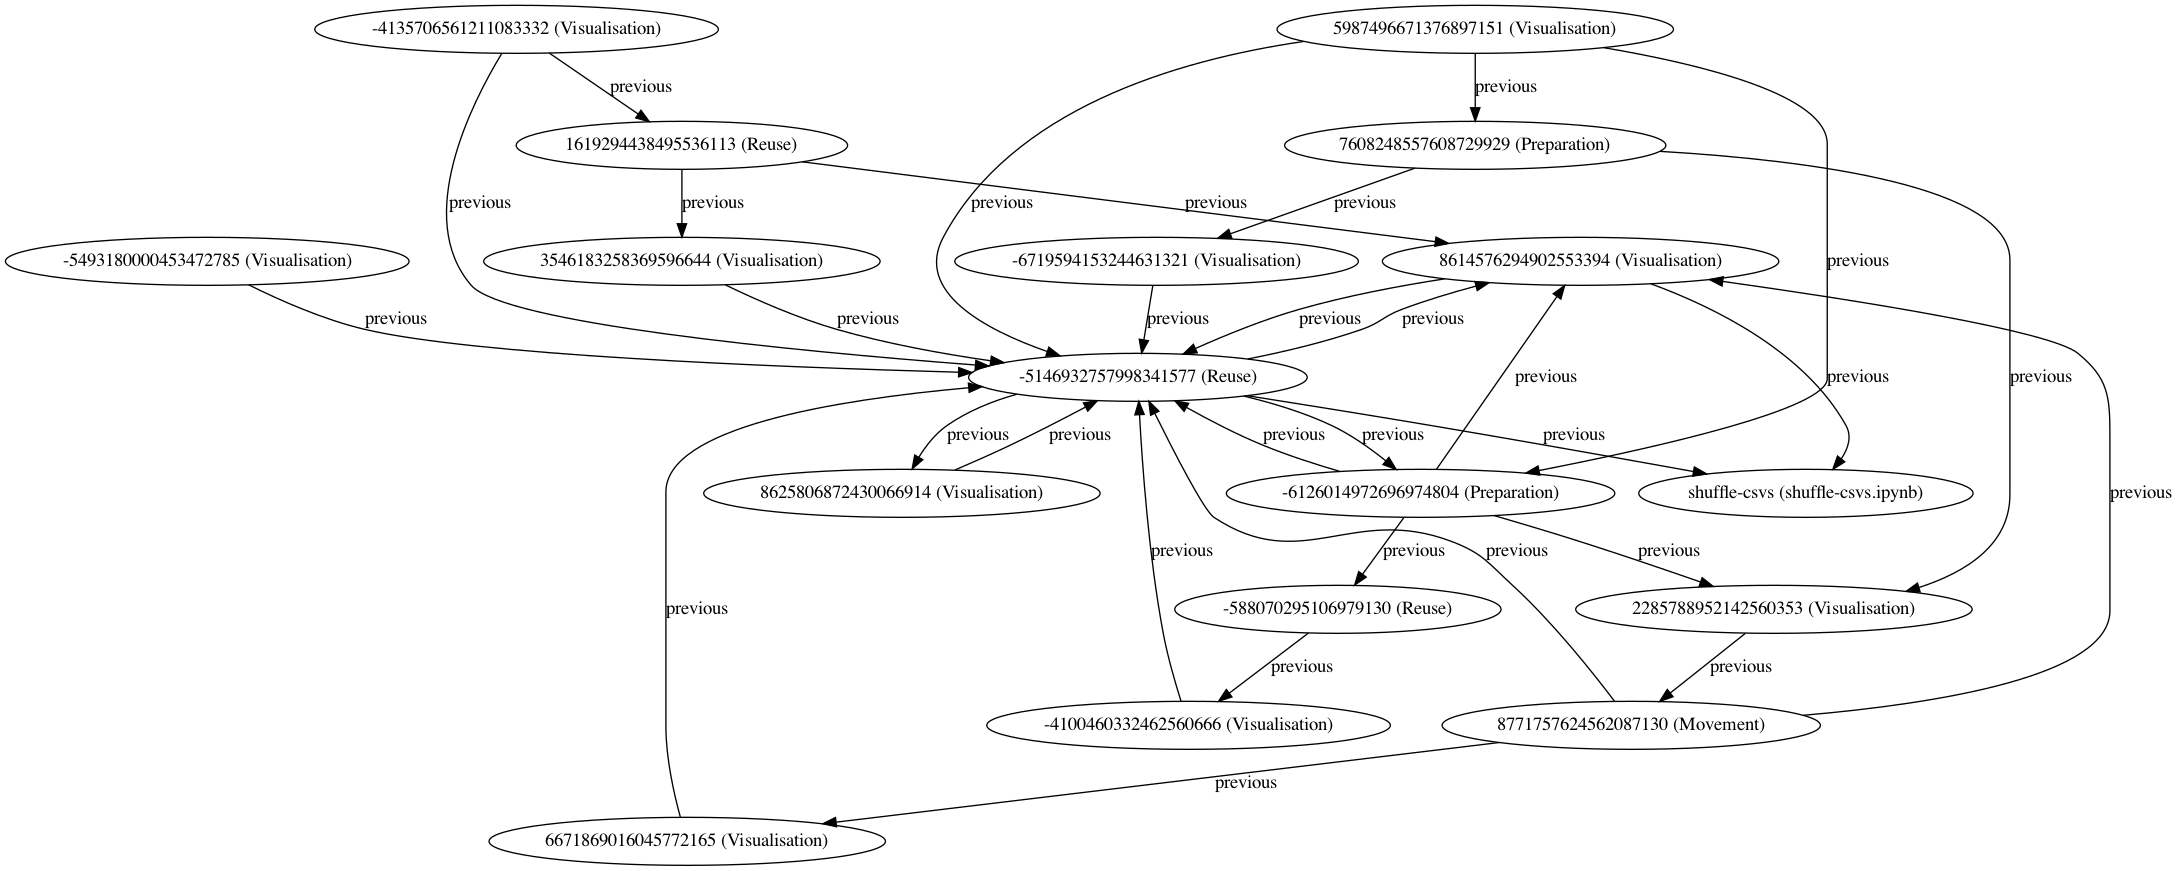 -4135706561211083332 (Visualisation)
5987496671376897151 (Visualisation)
previous
previous
1619294438495536113 (Reuse)
7608248557608729929 (Preparation)
previous
previous
previous
previous
previous
-5493180000453472785 (Visualisation)
3546183258369596644 (Visualisation)
-6719594153244631321 (Visualisation)
8614576294902553394 (Visualisation)
previous
previous
previous
previous
previous
previous
-5146932757998341577 (Reuse)
previous
previous
previous
previous
previous
previous
previous
previous
8625806872430066914 (Visualisation)
-6126014972696974804 (Preparation)
shuffle-csvs (shuffle-csvs.ipynb)
previous
previous
previous
previous
previous
previous
-588070295106979130 (Reuse)
2285788952142560353 (Visualisation)
previous
previous
-4100460332462560666 (Visualisation)
8771757624562087130 (Movement)
previous
6671869016045772165 (Visualisation)